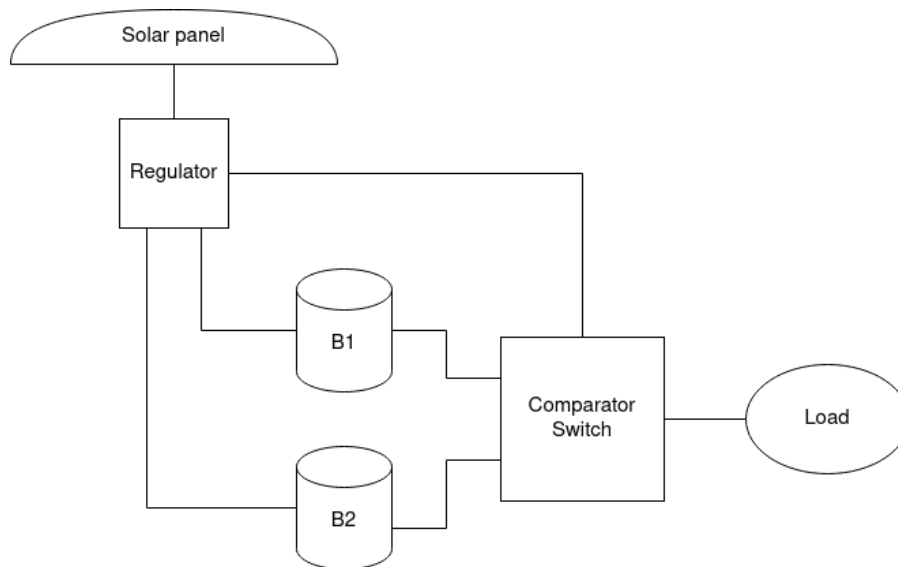 Solar panel
Regulator
B1
Comparator
Switch
Load
B2